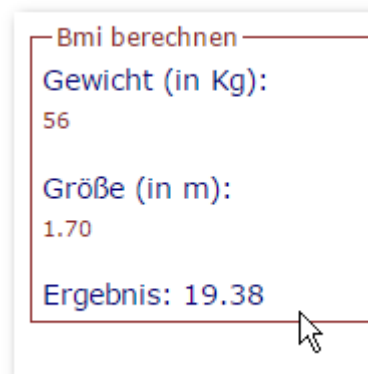 Bmi berechnen
Gewicht (in Kg):
56
Größe (in m):
1.70
Ergebnis: 19.38